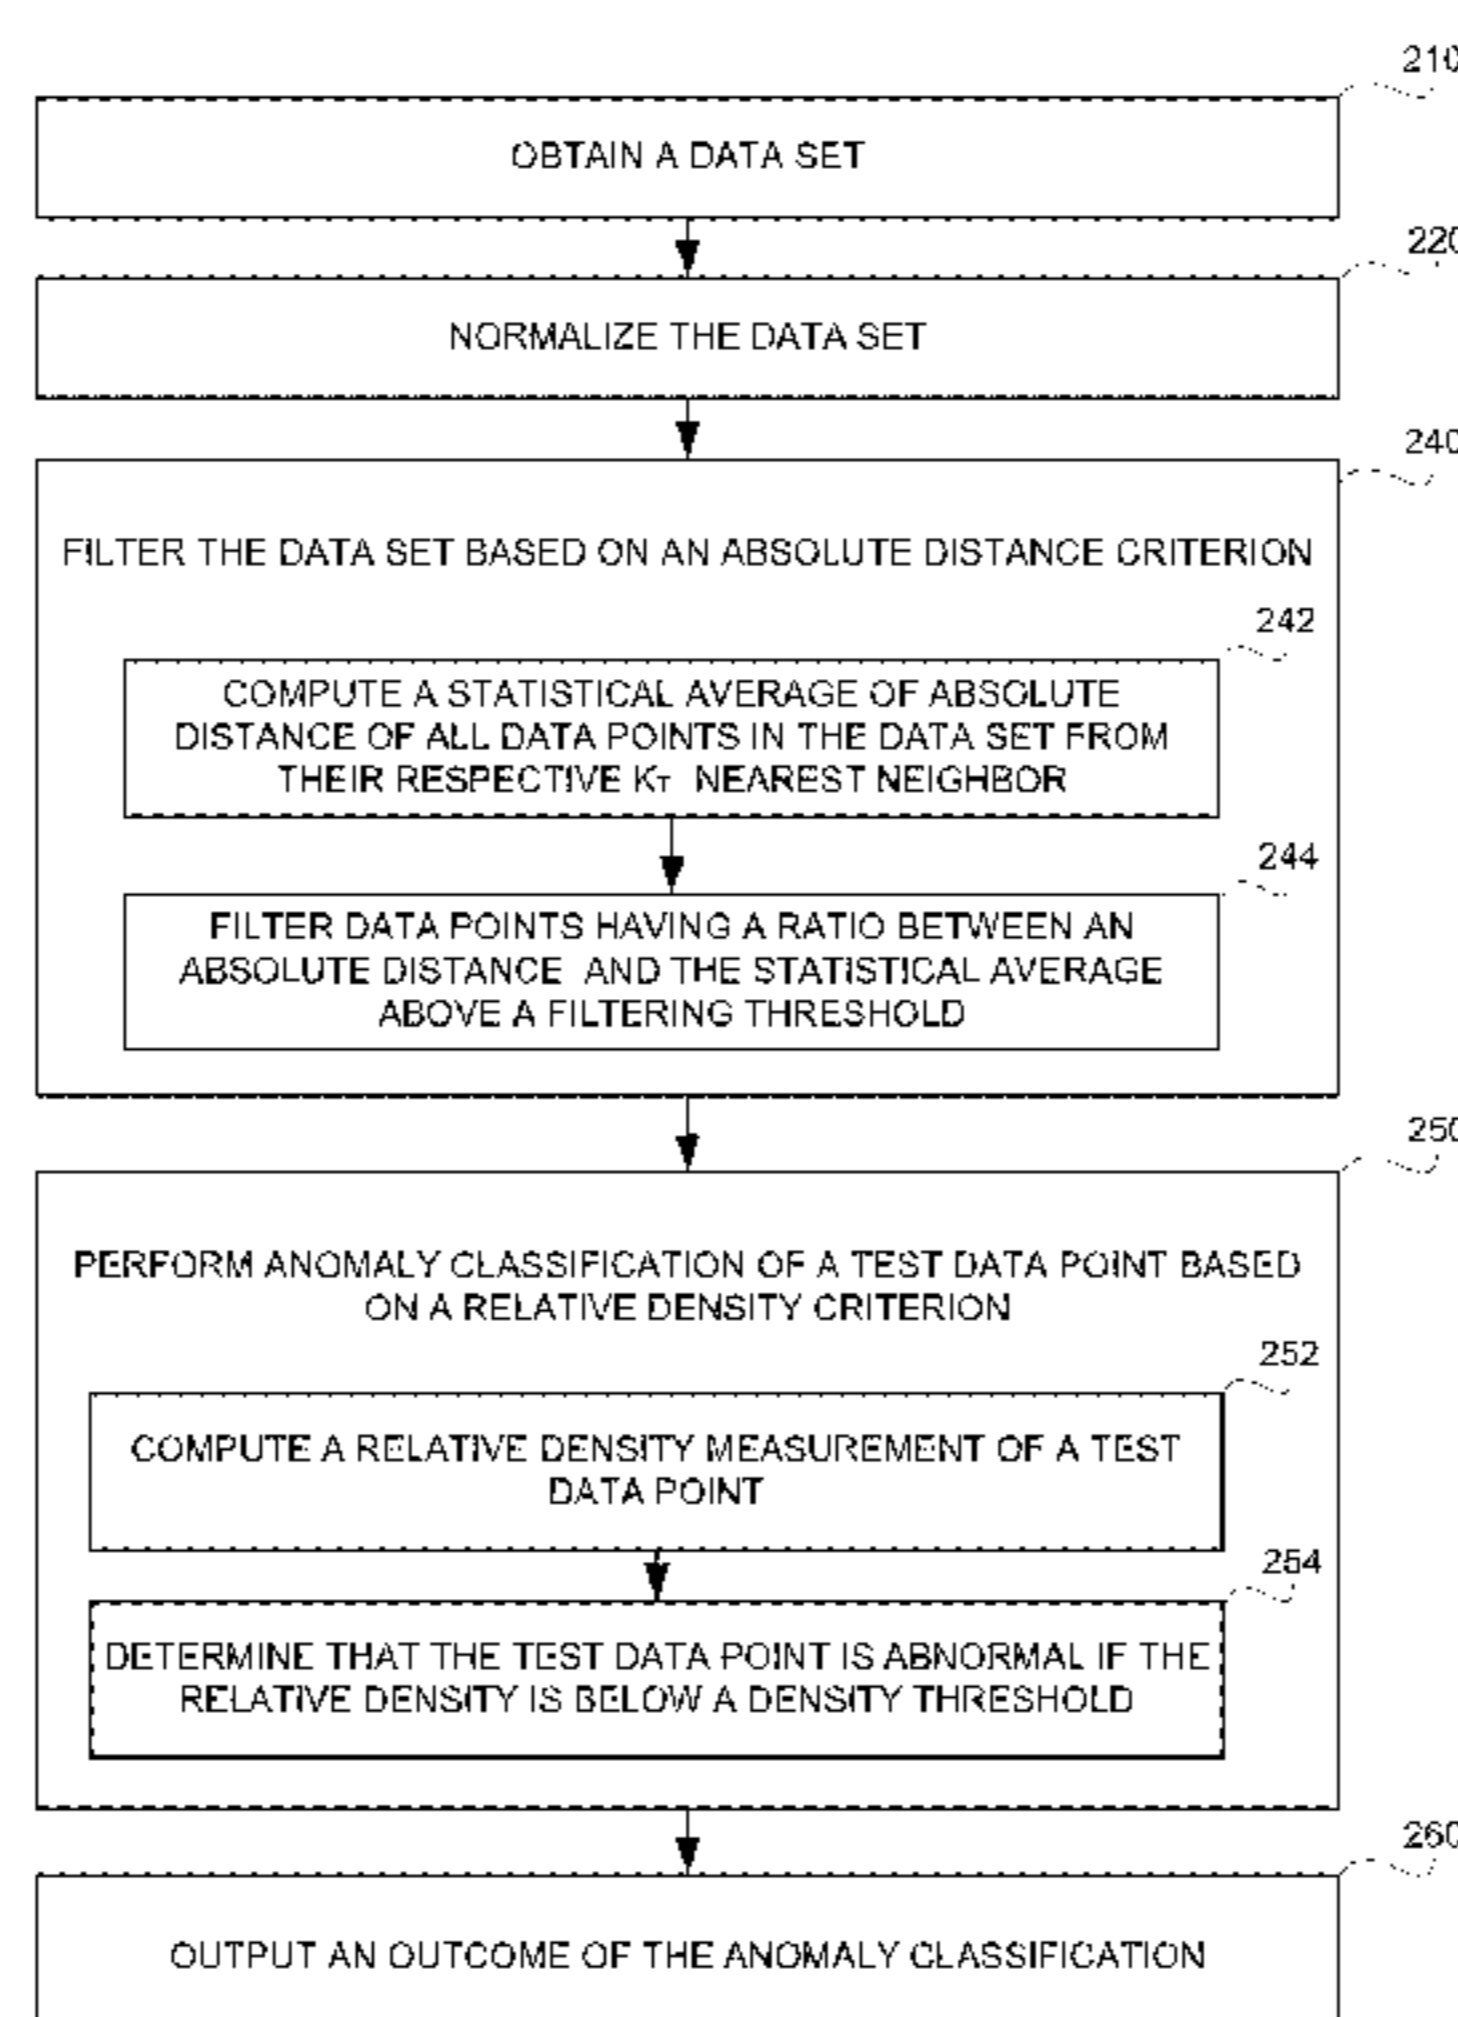 210
OBTAIN A DATA SET
220
NORMALIZE THE DATA SET
240
FILTER THE DATA SET BASED ON AN ABSOLUTE DISTANCE CRITERION
242
COMPUTE A STATISTICAL AVERAGE OF ABSOLUTE
DISTANCE OF ALL DATA POINTS IN THE DATA SET FROM
THEIR RESPECTIVE KT NEAREST NEIGHBOR
244
FILTER DATA POINTS HAVING A RATIO BETWEEN AN
ABSOLUTE DISTANCE AND THE STATISTICAL AVERAGE
ABOVE A FILTERING THRESHOLD
250
PERFORM ANOMALY CLASSIFICATION OF A TEST DATA POINT BASED
ON A RELATIVE DENSITY CRITERION
252
COMPUTE A RELATIVE DENSITY MEASUREMENT OF A TEST
DATA POINT
254
DETERMINE THAT THE TEST DATA POINT IS ABNORMAL IF THE
RELATIVE DENSITY IS BELOW A DENSITY THRESHOLD
260
OUTPUT AN OUTCOME OF THE ANOMALY CLASSIFICATION